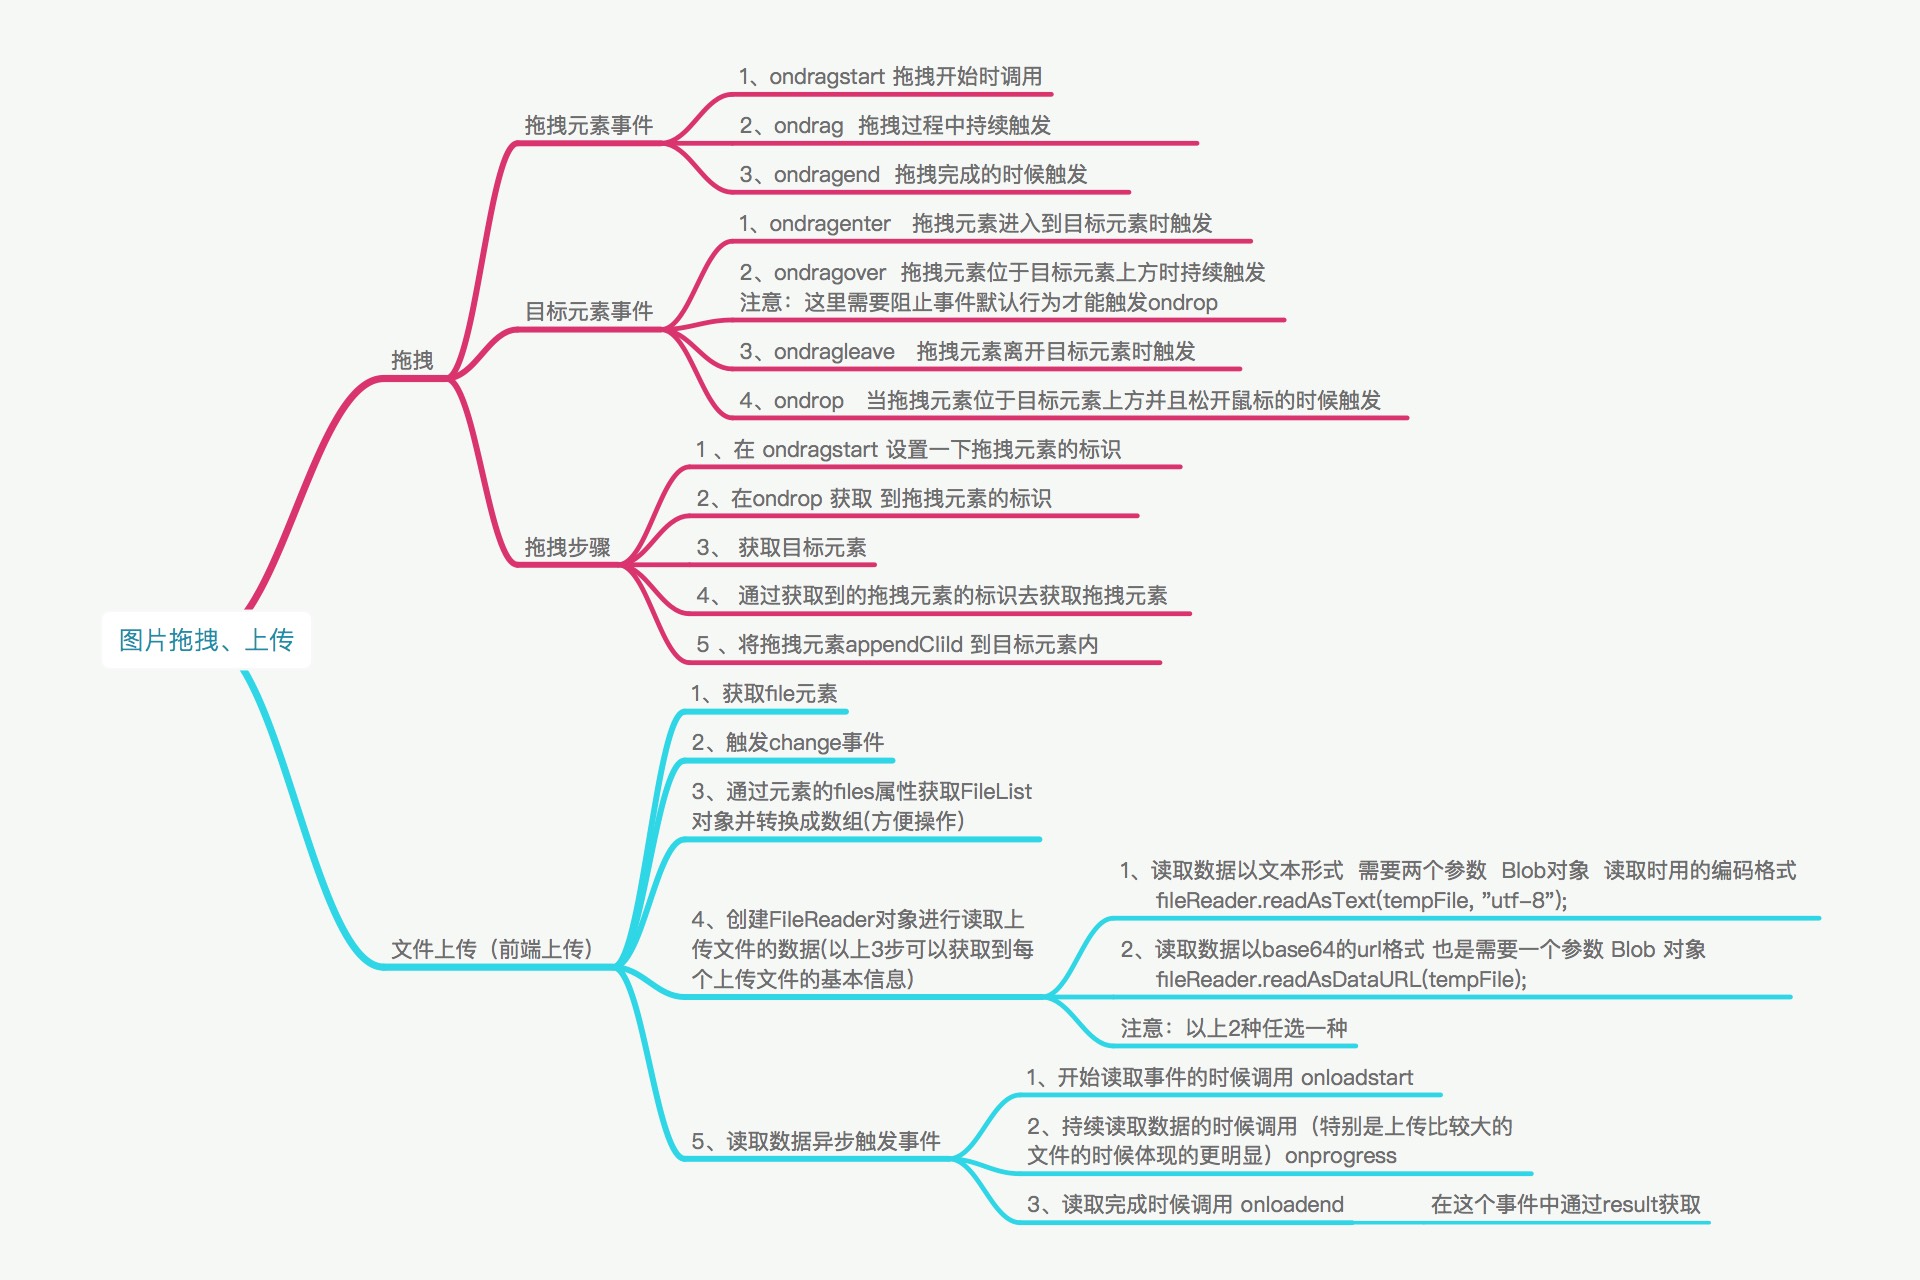 图片拖拽、上传
拖拽
拖拽元素事件
1、ondragstart 拖拽开始时调用
2、ondrag 拖拽过程中持续触发
3、ondragend 拖拽完成的时候触发
目标元素事件
1、ondragenter 拖拽元素进入到目标元素时触发
2、ondragover 拖拽元素位于目标元素上方时持续触发
注意：这里需要阻止事件默认行为才能触发ondrop
3、ondragleave 拖拽元素离开目标元素时触发
4、ondrop 当拖拽元素位于目标元素上方并且松开鼠标的时候触发
拖拽步骤
1 、在 ondragstart 设置一下拖拽元素的标识
2、在ondrop 获取 到拖拽元素的标识
3、 获取目标元素
4、 通过获取到的拖拽元素的标识去获取拖拽元素
5 、将拖拽元素appendClild 到目标元素内
文件上传（前端上传）
1、获取file元素
2、触发change事件
3、通过元素的files属性获取FileList
对象并转换成数组(方便操作）
4、创建FileReader对象进行读取上
传文件的数据(以上3步可以获取到每
个上传文件的基本信息）
1、读取数据以文本形式 需要两个参数 Blob对象 读取时用的编码格式
fileReader.readAsText(tempFile, ”utf-8”);
2、读取数据以base64的url格式 也是需要一个参数 Blob 对象
fileReader.readAsDataURL(tempFile);
注意：以上2种任选一种
5、读取数据异步触发事件
1、开始读取事件的时候调用 onloadstart
2、持续读取数据的时候调用（特别是上传比较大的
文件的时候体现的更明显）onprogress
3、读取完成时候调用 onloadend
在这个事件中通过result获取